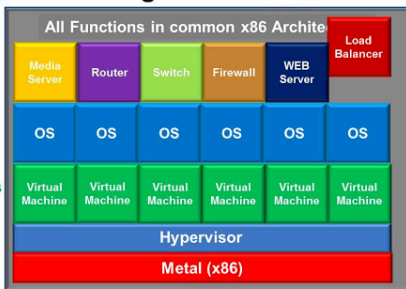 All Functions in common x86 Archite
Load
Balancer
Media
Server
Router
Switch
Firewall
WEB
Server
OS
OS
OS
OS
OS
OS
Virtual
Machine
Virtual
Machine
Virtual
Machine
Virtual
Machine
Virtual
Machine
Virtual
Machine
Hypervisor
Metal (x86)